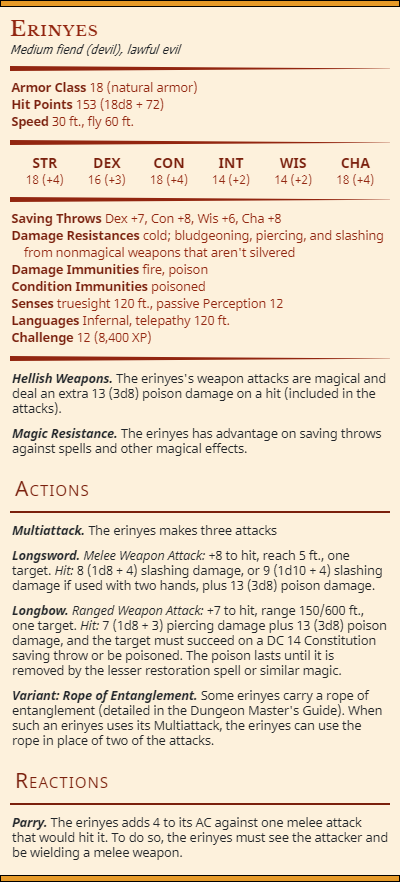 Erinyes
Medium fiend (devil), lawful evil
Armor Class 18 (natural armor)
Hit Points 153 (18d8 + 72)
Speed 30 ft., fly 60 ft.
STR DEX CON INT WIS CHA
18 (+4) 16 (+3) 18 (+4) 14 (+2) 14 (+2) 18 (+4)
Saving Throws Dex +7, Con +8, Wis +6, Cha +8
Damage Resistances cold; bludgeoning, piercing, and slashing
from nonmagical weapons that aren't silvered
Damage Immunities fire, poison
Condition Immunities poisoned
Senses truesight 120 ft., passive Perception 12
Languages Infernal, telepathy 120 ft.
Challenge 12 (8,400 XP)
Hellish Weapons. The erinyes's weapon attacks are magical and
deal an extra 13 (3d8) poison damage on a hit (included in the
attacks).
Magic Resistance. The erinyes has advantage on saving throws
against spells and other magical effects.
Actions
Multiattack. The erinyes makes three attacks
Longsword. Melee Weapon Attack: +8 to hit, reach 5 ft., one
target. Hit: 8 (1d8 + 4) slashing damage, or 9 (1d10 + 4) slashing
damage if used with two hands, plus 13 (3d8) poison damage.
Longbow. Ranged Weapon Attack: +7 to hit, range 150/600 ft.,
one target. Hit: 7 (1d8 + 3) piercing damage plus 13 (3d8) poison
damage, and the target must succeed on a DC 14 Constitution
saving throw or be poisoned. The poison lasts until it is
removed by the lesser restoration spell or similar magic.
Variant: Rope of Entanglement. Some erinyes carry a rope of
entanglement (detailed in the Dungeon Master's Guide). When
such an erinyes uses its Multiattack, the erinyes can use the
rope in place of two of the attacks.
Reactions
Parry. The erinyes adds 4 to its AC against one melee attack
that would hit it. To do so, the erinyes must see the attacker and
be wielding a melee weapon.